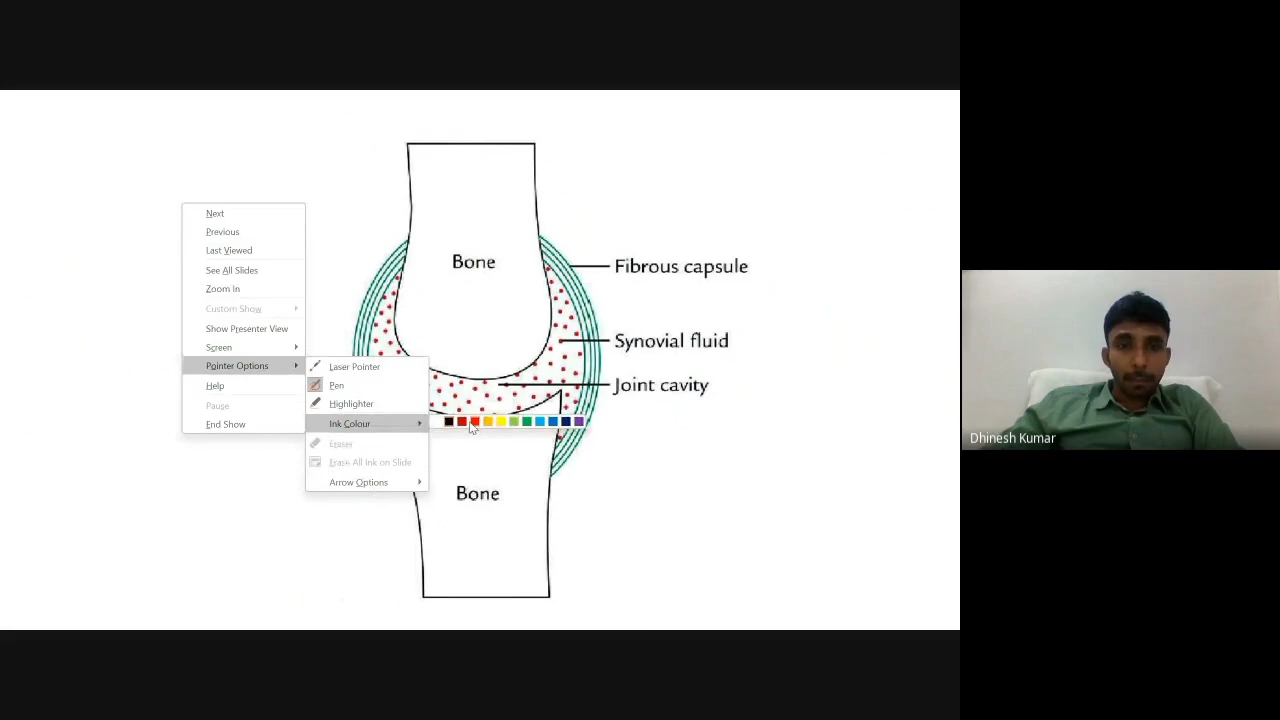 Next
Previous
Last Viewed
See All Slides
Zoom In
Custom Show
Show Presenter View
Screen
Pointer Options
Help
Pause
End Show
Laser Pointer
Pen
Highlighter
Ink Colour
Eraser
Erase All Ink on Slide
Arrow Options
Bone
Fibrous capsule
Synovial fluid
Joint cavity
Bone
Dhinesh Kumar